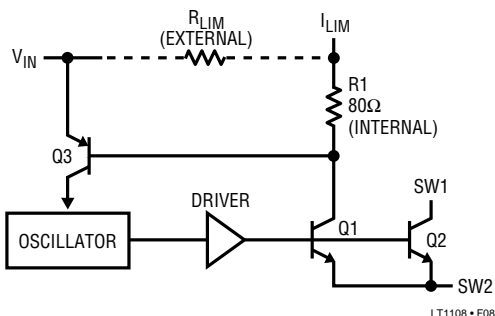 R_LIM
(EXTERNAL)
I_LIM
V_IN
R1
80Ω
(INTERNAL)
Q3
DRIVER
SW1
OSCILLATOR
Q1
Q2
SW2
LT1108 • F08